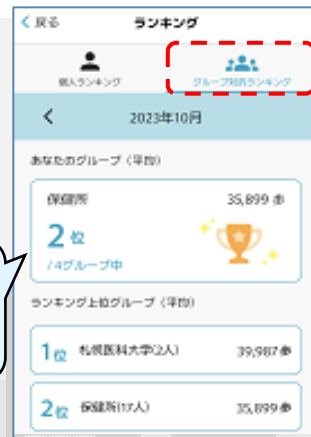 戻る
ランキング
個人ランキング
グループ対抗ランキング
2023年10月
あなたのグループ（平均）
保健所
35,899 歩
2 位
/4グループ中
ランキング上位グループ（平均）
1位 札幌医科大学(2人) 39,987歩
2位 保健所(17人) 35,899歩